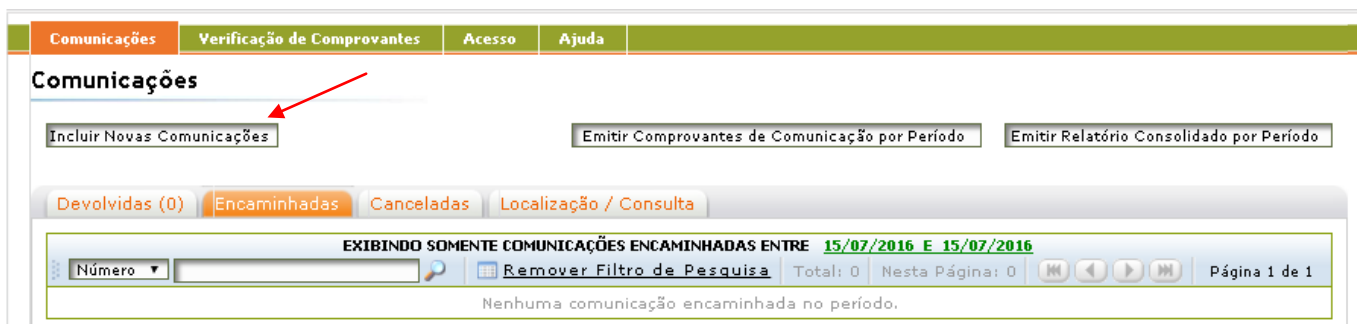 Comunicações Verificação de Comprovantes Acesso Ajuda
Comunicações
Incluir Novas Comunicações Emitir Comprovantes de Comunicação por Período Emitir Relatório Consolidado por Período
Devolvidas (0) Encaminhadas Canceladas Localização / Consulta
EXIBINDO SOMENTE COMUNICAÇÕES ENCAMINHADAS ENTRE 15/07/2016 E 15/07/2016
Número Remover Filtro de Pesquisa Total: 0 Nesta Página: 0 Página 1 de 1
Nenhuma comunicação encaminhada no período.